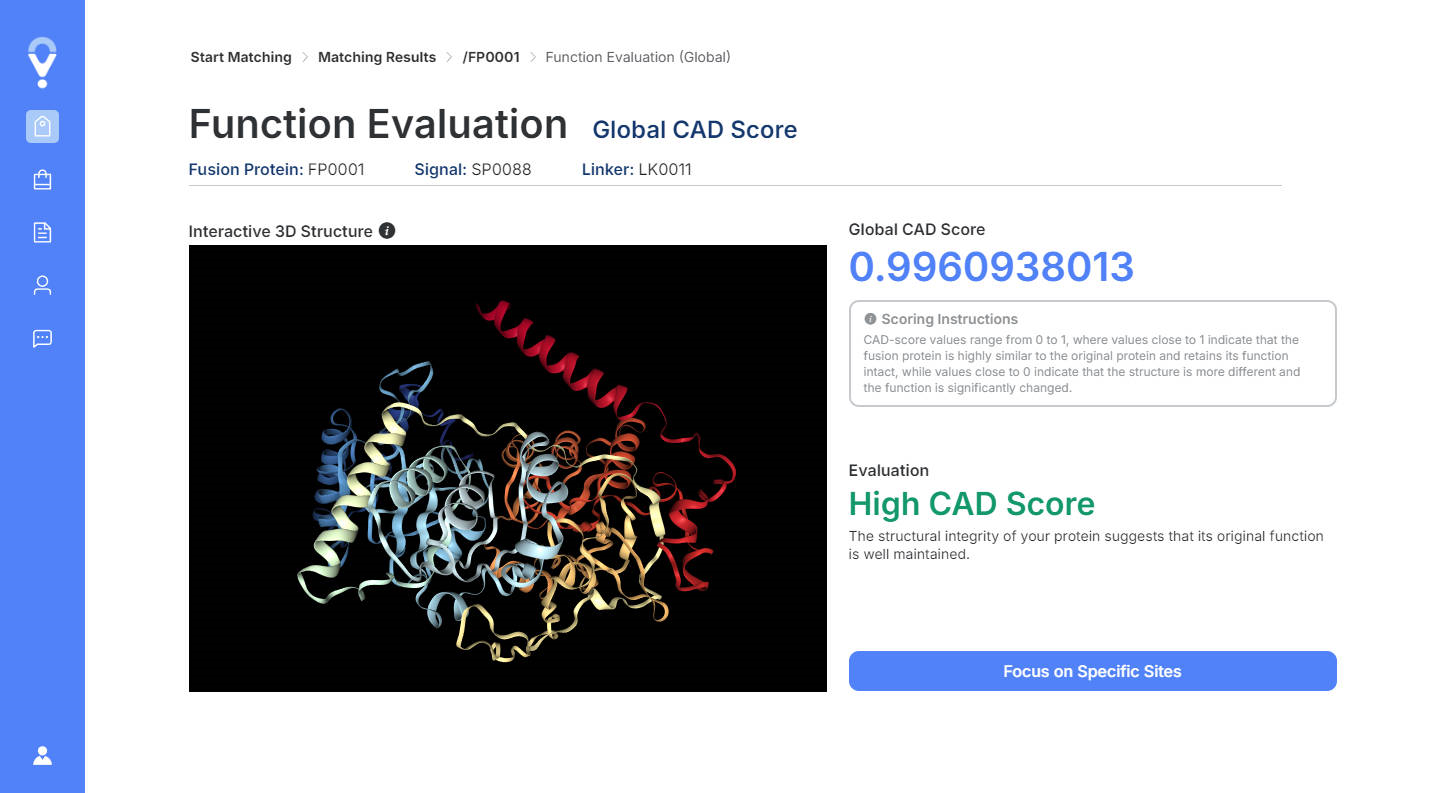 Start Matching > Matching Results > /FP0001 > Function Evaluation (Global)
Function Evaluation Global CAD Score
Fusion Protein: FP0001 Signal: SP0088 Linker: LK0011
Interactive 3D Structure
Global CAD Score
0.9960938013
Scoring Instructions
CAD-score values range from 0 to 1, where values close to 1 indicate that the
fusion protein is highly similar to the original protein and retains its function
intact, while values close to 0 indicate that the structure is more different and
the function is significantly changed.
Evaluation
High CAD Score
The structural integrity of your protein suggests that its original function
is well maintained.
Focus on Specific Sites